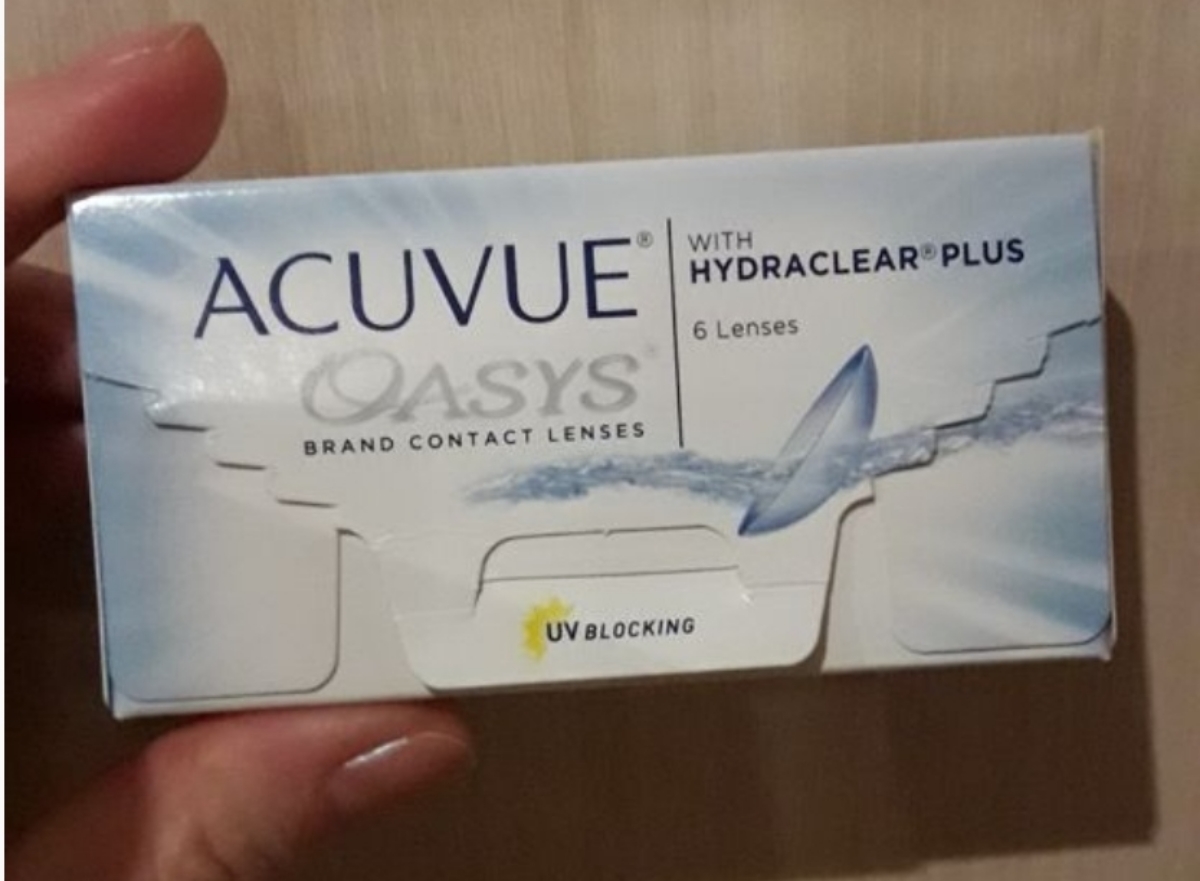 ACUVUE®
OASYS®
BRAND CONTACT LENSES
WITH
HYDRACLEAR® PLUS
6 Lenses
UV BLOCKING